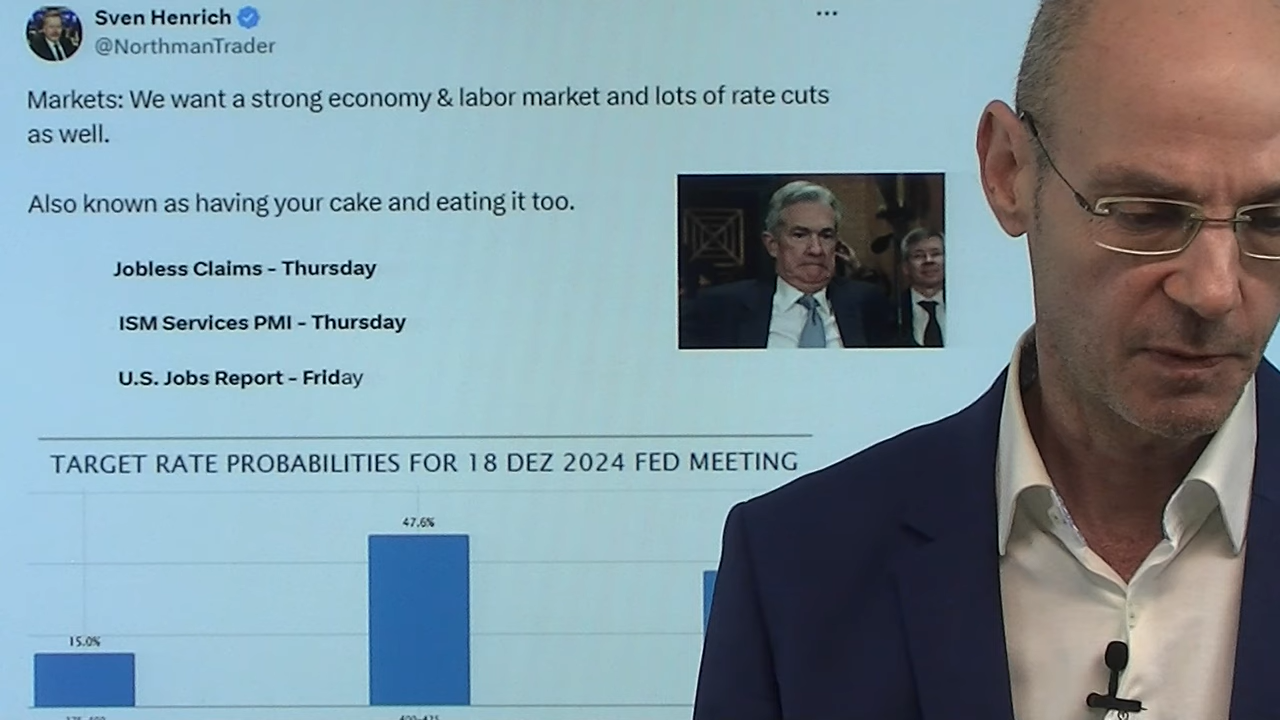 Sven Henrich
@NorthmanTrader
Markets: We want a strong economy & labor market and lots of rate cuts
as well.
Also known as having your cake and eating it too.
Jobless Claims - Thursday
ISM Services PMI - Thursday
U.S. Jobs Report - Friday
TARGET RATE PROBABILITIES FOR 18 DEZ 2024 FED MEETING
47.6%
15.0%